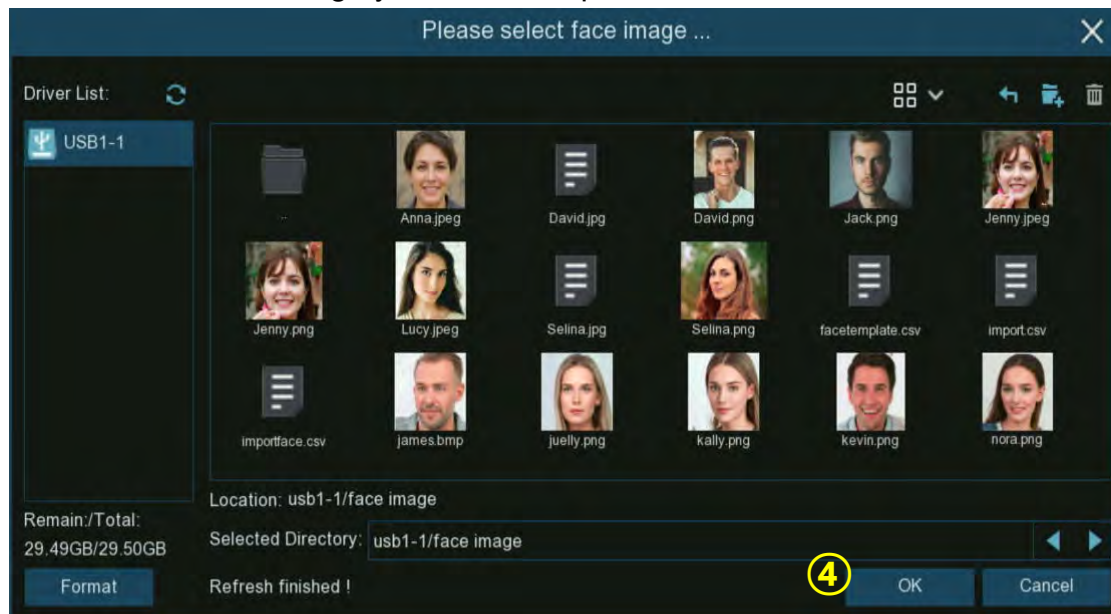 Please select face image ...
Driver List:
USB1-1
..
Anna.jpeg
David.jpg
David.png
Jack.png
Jenny.jpeg
Jenny.png
Lucy.jpeg
Selina.jpg
Selina.png
facetemplate.csv
import.csv
importface.csv
james.bmp
juelly.png
kally.png
kevin.png
nora.png
Location: usb1-1/face image
Remain:/Total:
29.49GB/29.50GB
Selected Directory: usb1-1/face image
Format
Refresh finished !
④
OK
Cancel